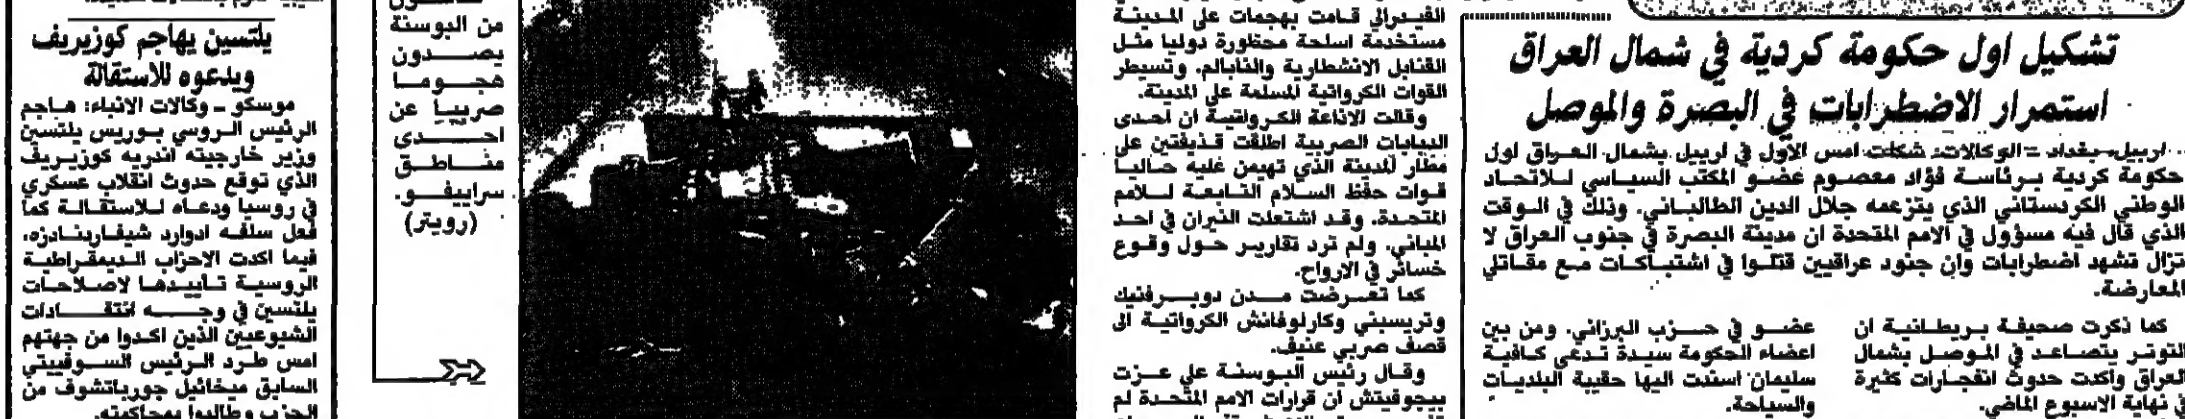 تشكيل اول حكومة كردية في شمال العراق
استمرار الاضطرابات في البصرة والموصل
اربيل ـ بغداد ـ الوكالات: شكلت امس الاول في اربيل بشمال العراق اول
حكومة كردية برئاسة فؤاد معصوم عضو المكتب السياسي للاتحاد
الوطني الكردستاني الذي يتزعمه جلال الدين الطالباني. وذلك في الوقت
الذي قال فيه مسؤول في الامم المتحدة ان مدينة البصرة في جنوب العراق لا
تزال تشهد اضطرابات وان جنود عراقيين قتلوا في اشتباكات مع مقاتلي
المعارضة.
كما ذكرت صحيفة بريطانية ان
التوتر يتصاعد في الموصل بشمال
العراق واكدت حدوث انفجارات كثيرة
في نهاية الاسبوع الماضي.
عضو في حزب البرزاني. ومن بين
اعضاء الحكومة سيدة تدعى كافية
سليمان اسندت اليها حقيبة البلديات
والسياحة.
الفيدرالي قامت بهجمات على المدينة
مستخدمة اسلحة محظورة دوليا مثل
القنابل الانشطارية والنابالم. وتسيطر
القوات الكرواتية المسلمة على المدينة.
وقالت الاذاعة الكرواتية ان احدى
الدبابات الصربية اطلقت قذيفتين على
مطار المدينة الذي تهيمن عليه حاليا
قوات حفظ السلام التابعة للامم
المتحدة. وقد اشتعلت النيران في احد
المباني. ولم ترد تقارير حول وقوع
خسائر في الارواح.
كما تعرضت مدن دوبرفنيك
وتريسبني وكارلوفانش الكرواتية الى
قصف صربي عنيف.
وقال رئيس البوسنة علي عزت
بيجوفيتش ان قرارات الامم المتحدة لم
من البوسنة
يصدون
هجوما
صربيا عن
احدى
مناطق
سراييفو.
(رويتر)
يلتسين يهاجم كوزيريف
ويدعوه للاستقالة
موسكو ـ وكالات الانباء: هاجم
الرئيس الروسي بوريس يلتسين
وزير خارجيته اندريه كوزيريف
الذي توقع حدوث انقلاب عسكري
في روسيا ودعاه للاستقالة كما
فعل سلفه ادوارد شيفاردنادزه،
فيما اكدت الاحزاب الديمقراطية
الروسية تأييدها لاصلاحات
يلتسين في وجه انتقادات
الشيوعيين الذين اكدوا من جهتهم
امس طرد الرئيس السوفييتي
السابق ميخائيل جورباتشوف من
الحزب وطالبوا بمحاكمته.